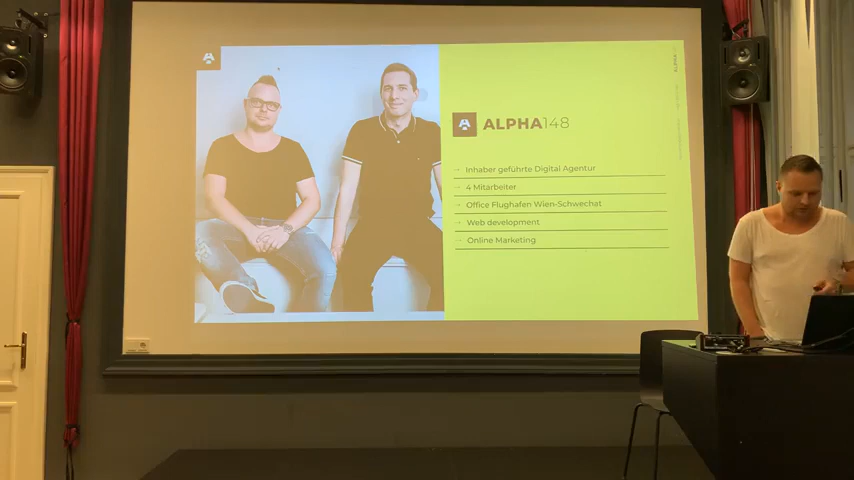 ALPHA148
Inhaber geführte Digital Agentur
4 Mitarbeiter
Office Flughafen Wien-Schwechat
Web development
Online Marketing